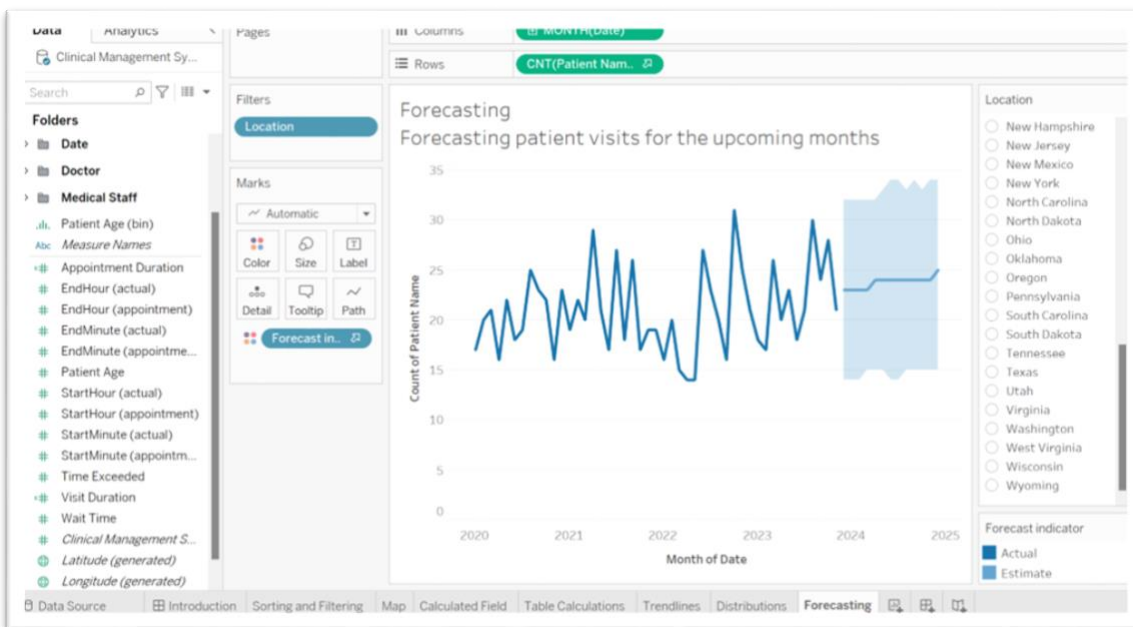 Data
Analytics
Clinical Management Sy...
Search
Folders
Date
Doctor
Medical Staff
Patient Age (bin)
Abc Measure Names
Appointment Duration
EndHour (actual)
EndHour (appointment)
EndMinute (actual)
EndMinute (appointme...
Patient Age
StartHour (actual)
StartHour (appointment)
StartMinute (actual)
StartMinute (appointm...
Time Exceeded
Visit Duration
Wait Time
Clinical Management S...
Latitude (generated)
Longitude (generated)
Pages
Filters
Location
Marks
Automatic
Color
Size
Label
Detail
Tooltip
Path
Forecast in..
Columns
MONTH(Date)
Rows
CNT(Patient Nam..
Forecasting
Forecasting patient visits for the upcoming months
Count of Patient Name
35
30
25
20
15
10
5
0
2020
2021
2022
2023
2024
2025
Month of Date
Location
New Hampshire
New Jersey
New Mexico
New York
North Carolina
North Dakota
Ohio
Oklahoma
Oregon
Pennsylvania
South Carolina
South Dakota
Tennessee
Texas
Utah
Virginia
Washington
West Virginia
Wisconsin
Wyoming
Forecast indicator
Actual
Estimate
Data Source
Introduction
Sorting and Filtering
Map
Calculated Field
Table Calculations
Trendlines
Distributions
Forecasting